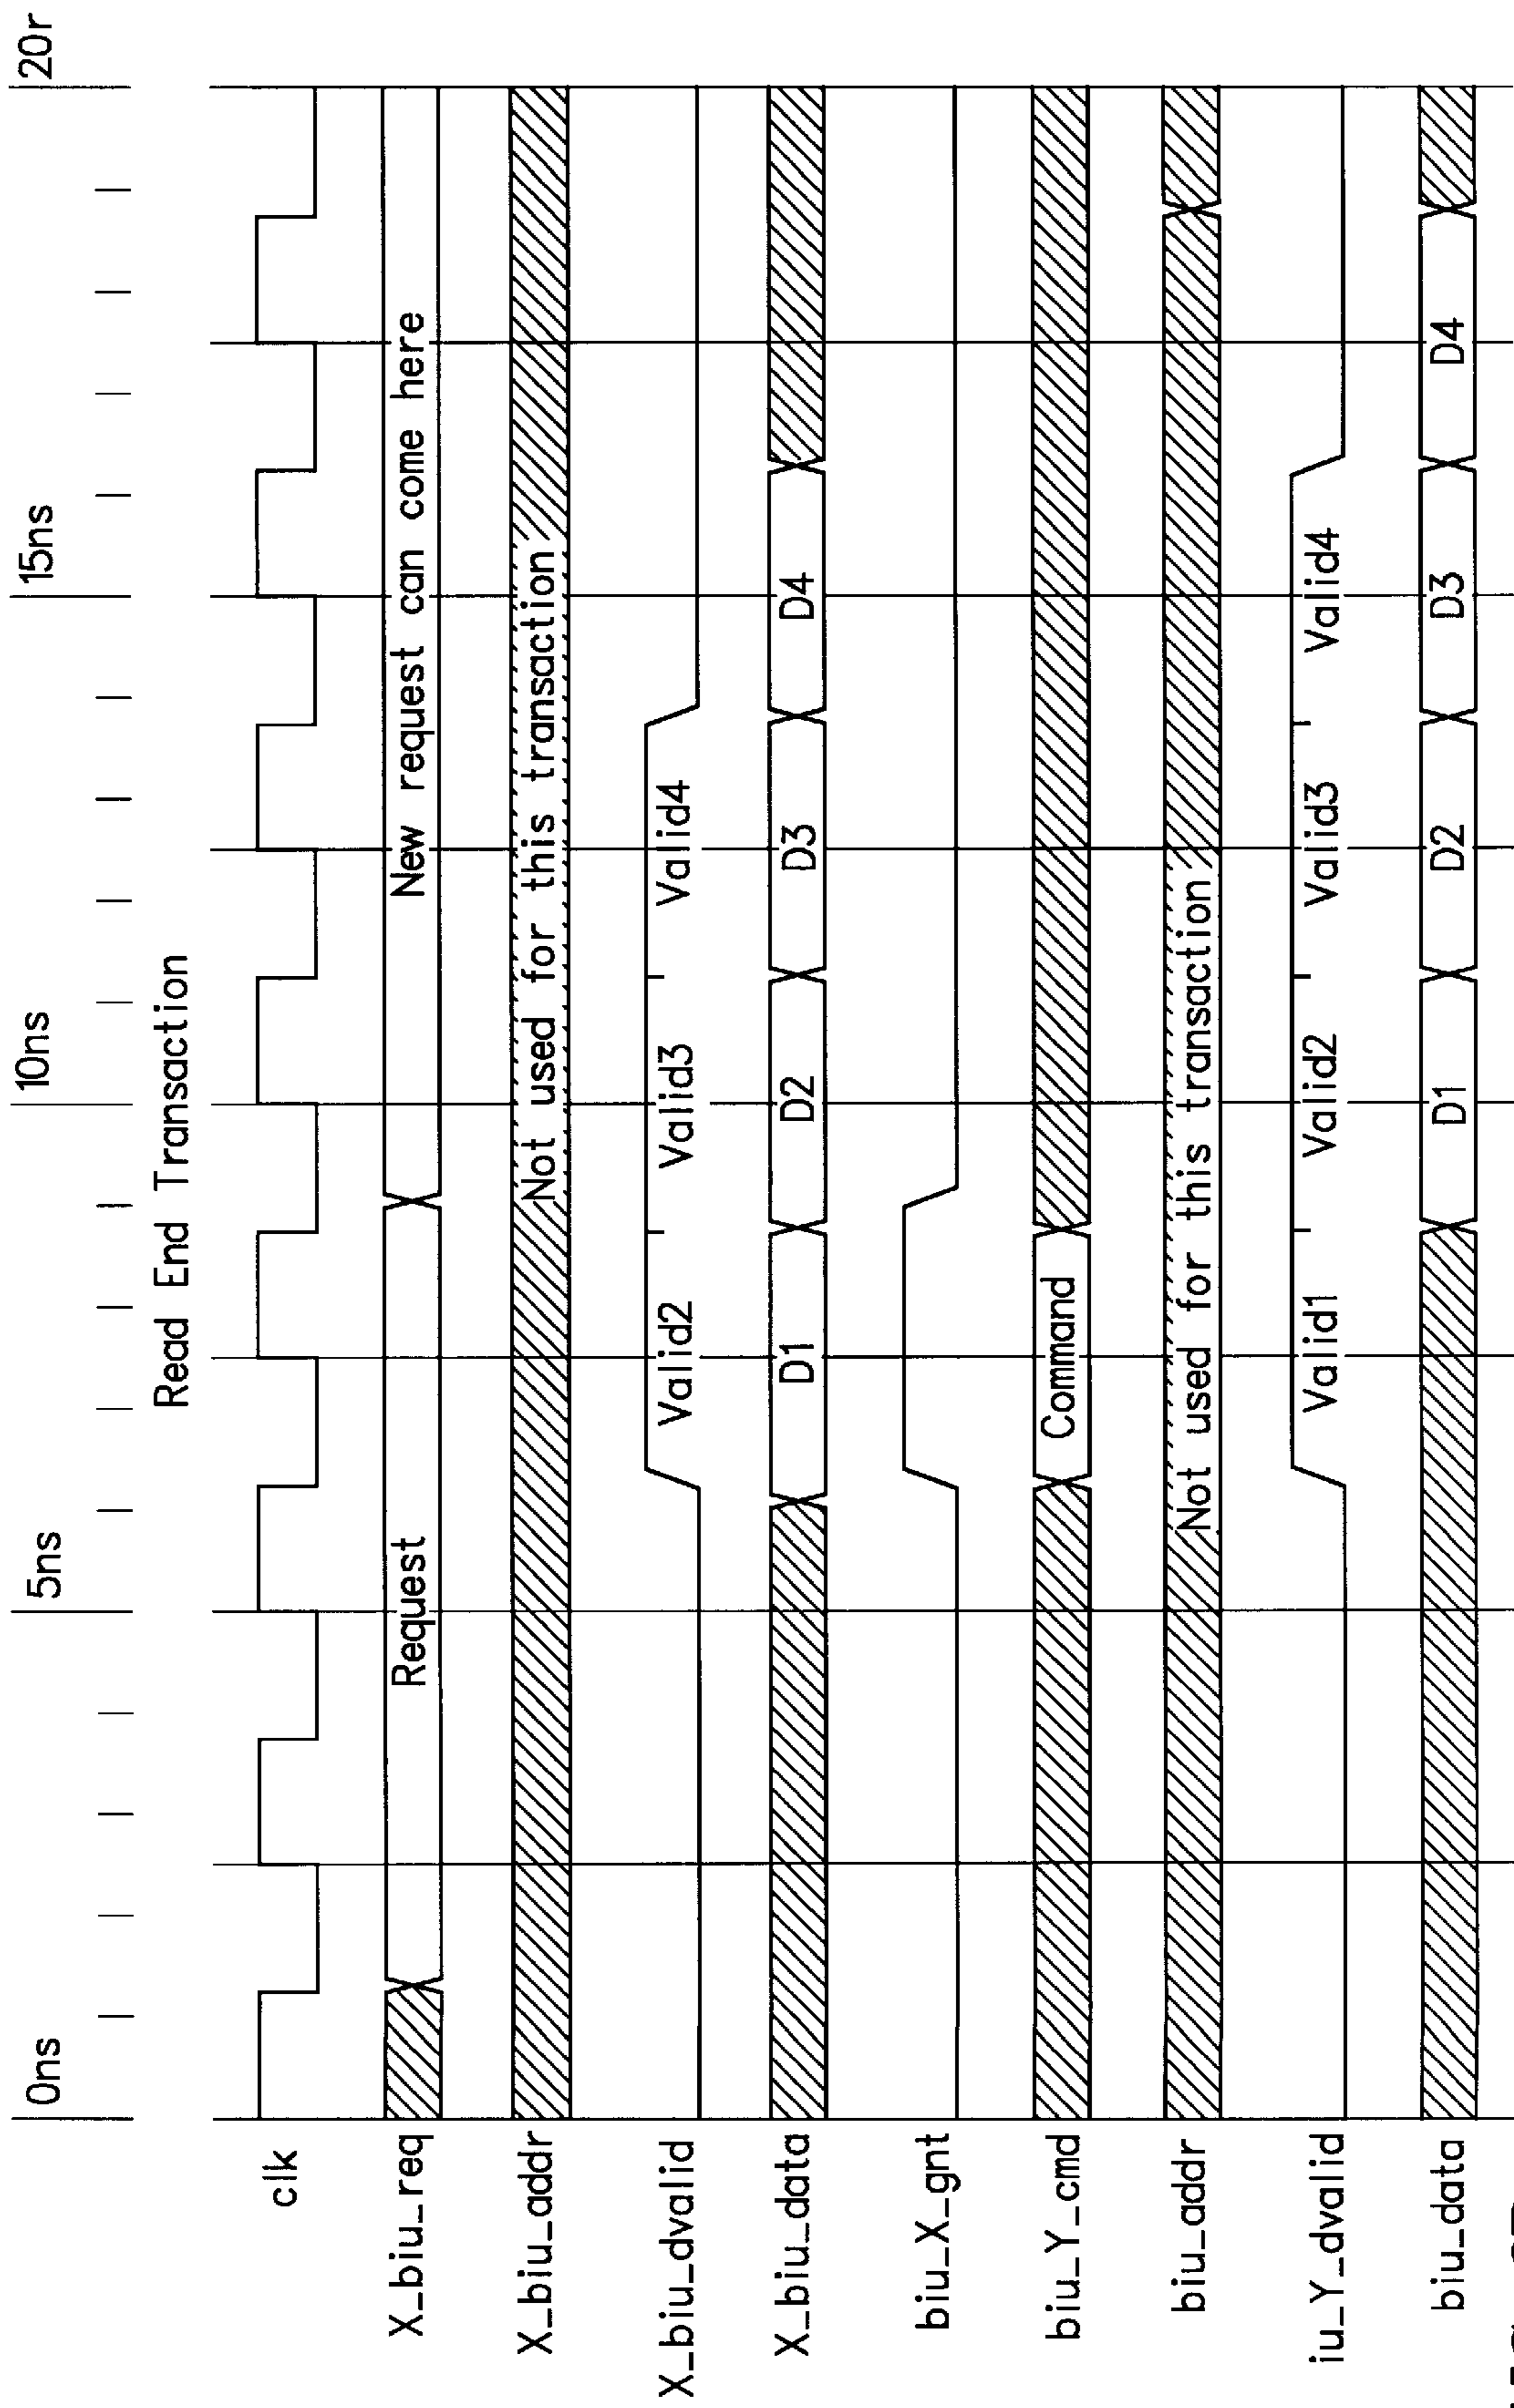 0ns 5ns 10ns 15ns 20r
Read End Transaction
clk
X_biu_req Request New request can come here
X_biu_addr Not used for this transaction
X_biu_dvalid Valid2 Valid3 Valid4
X_biu_data D1 D2 D3 D4
biu_X_gnt
biu_Y_cmd Command
biu_addr Not used for this transaction
iu_Y_dvalid Valid1 Valid2 Valid3 Valid4
biu_data D1 D2 D3 D4